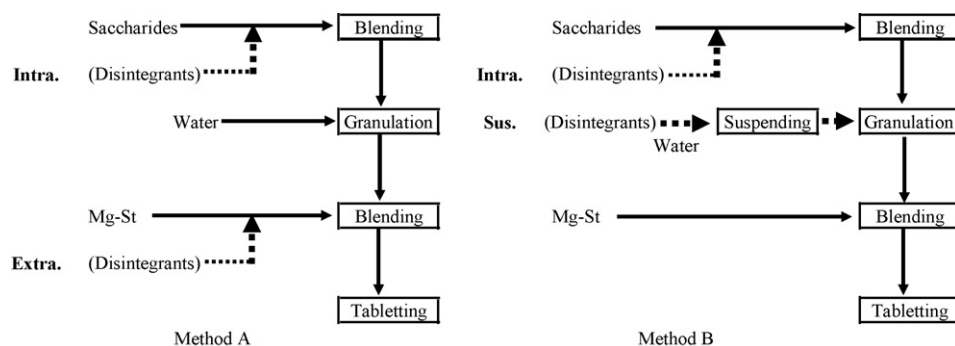 Saccharides Blending
Intra. (Disintegrants)
Water Granulation
Mg-St Blending
Extra. (Disintegrants)
Tabletting
Method A
Saccharides Blending
Intra. (Disintegrants)
Sus. (Disintegrants) Suspending Granulation
Water
Mg-St Blending
Tabletting
Method B